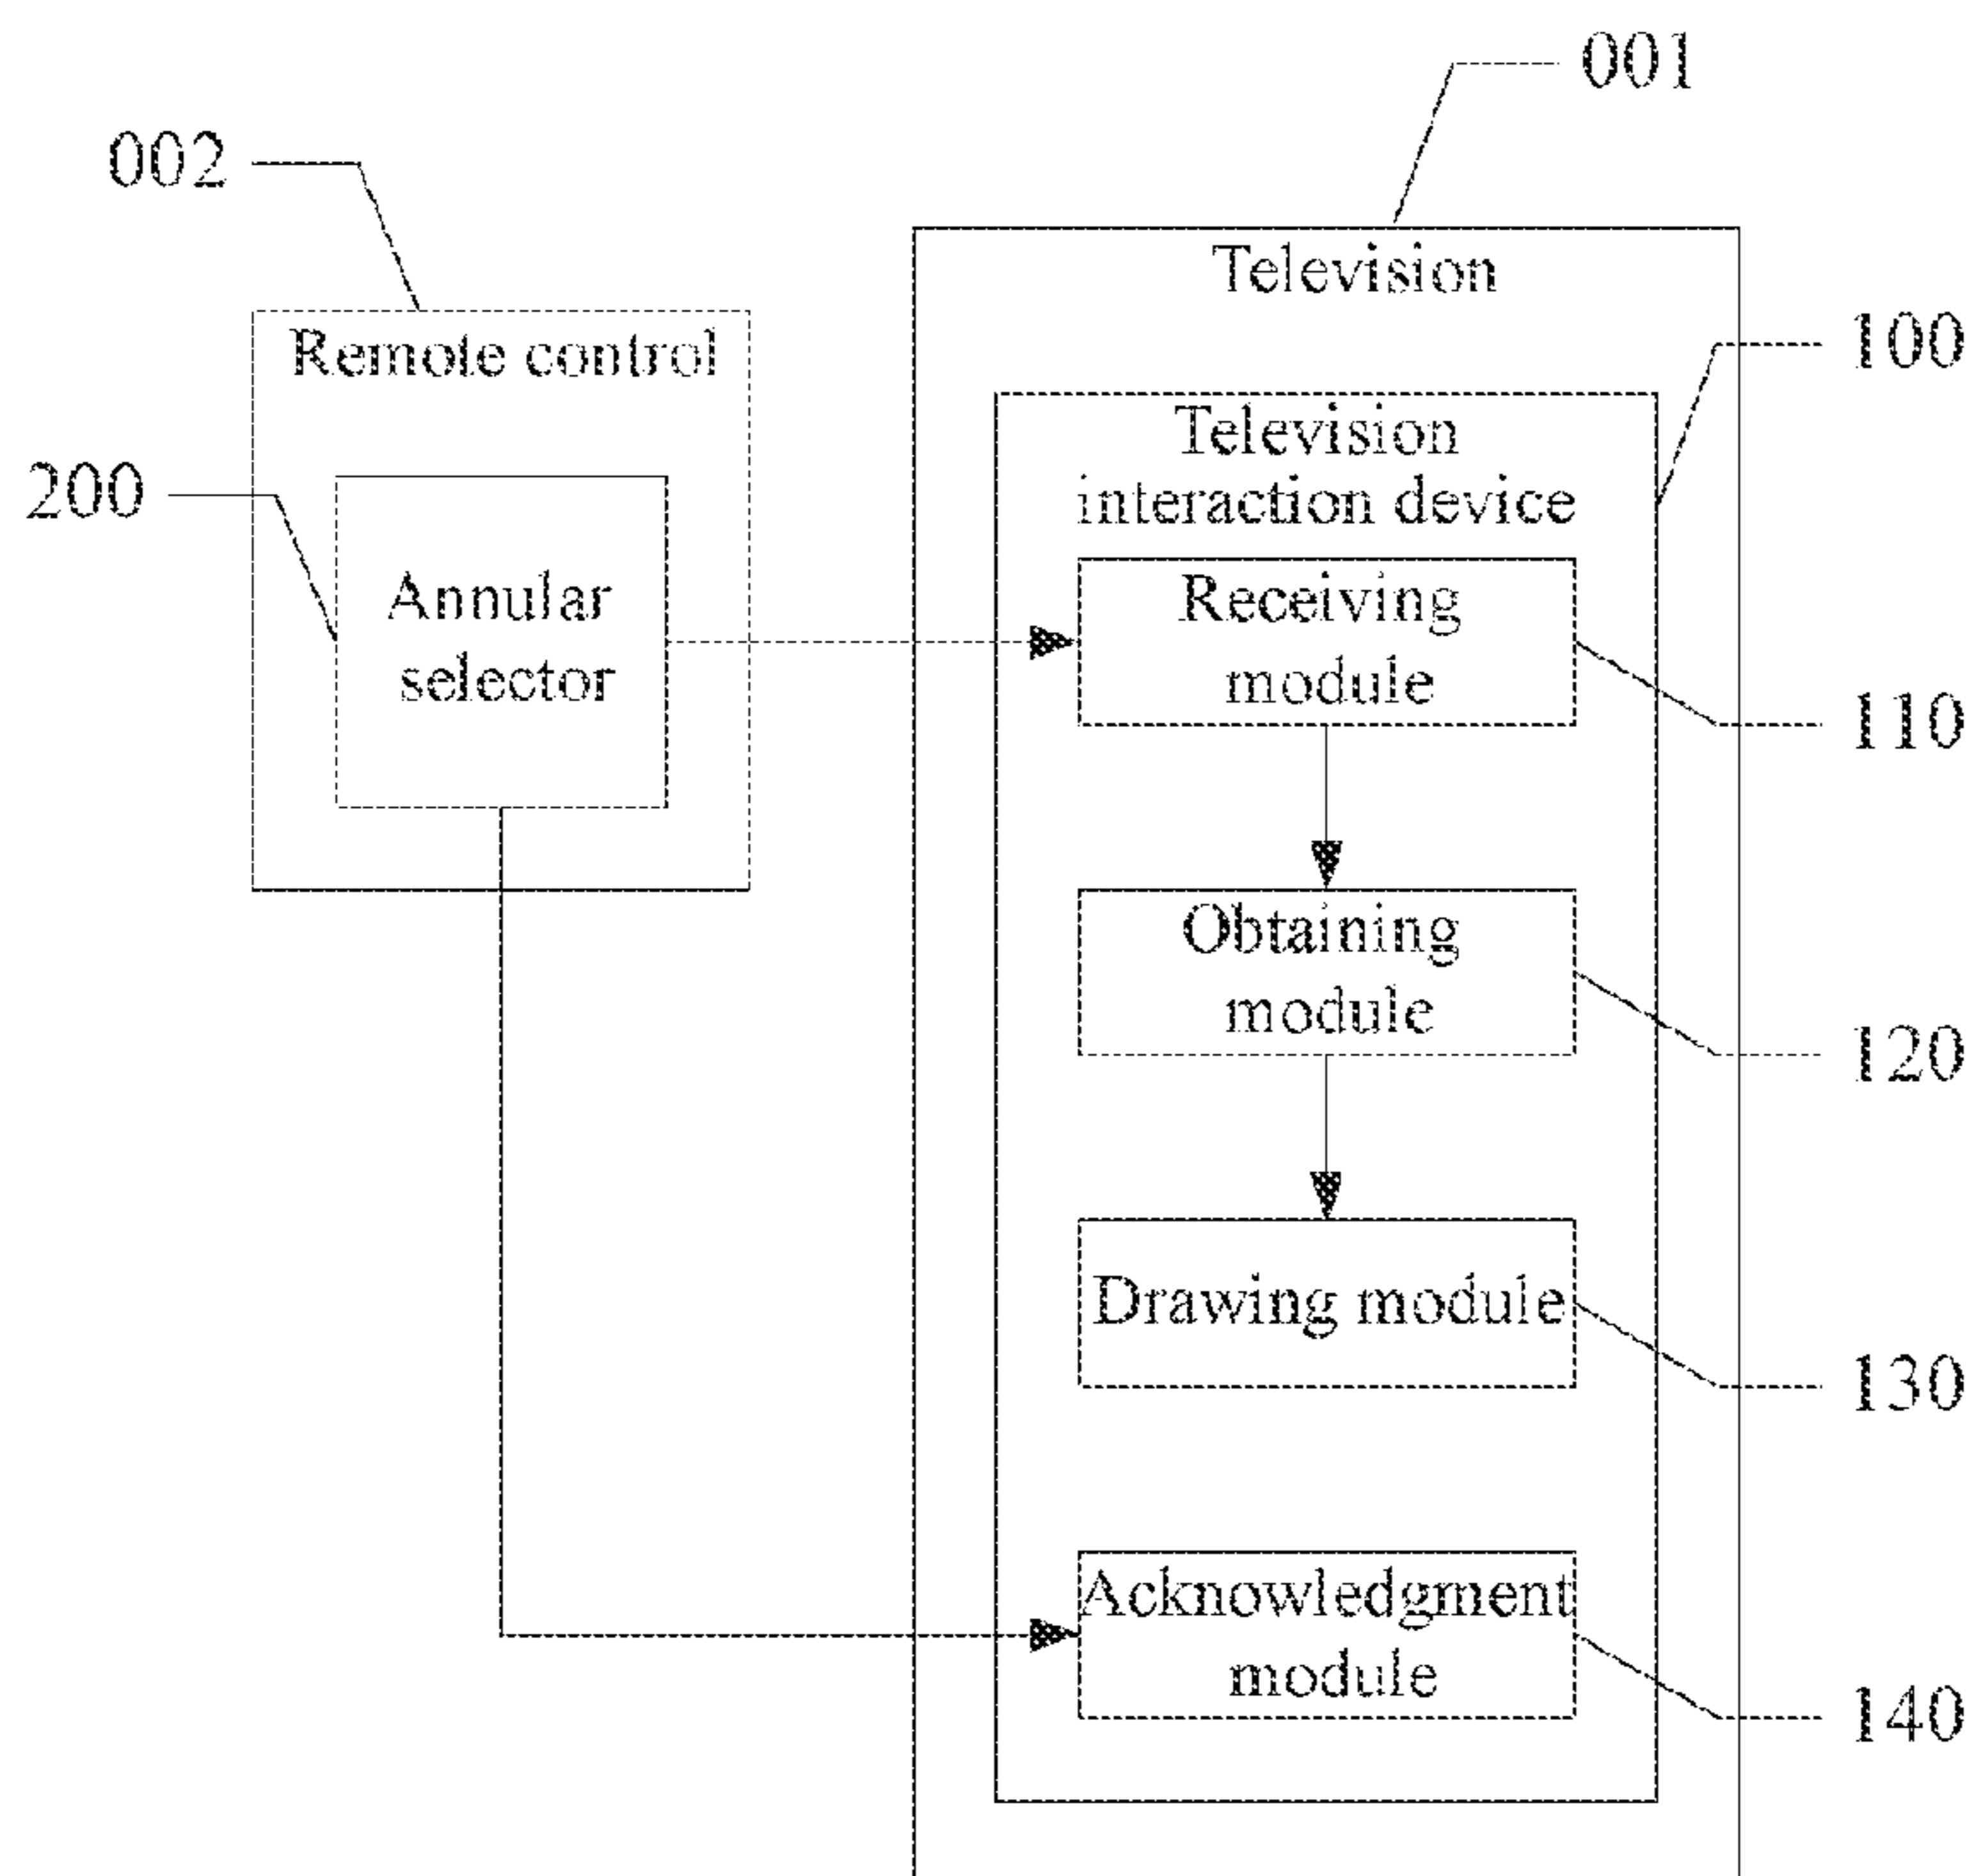 001
002
Television
Remote control
100
Television
interaction device
200
Annular
selector
Receiving
module
110
Obtaining
module
120
Drawing module
130
Acknowledgment
module
140